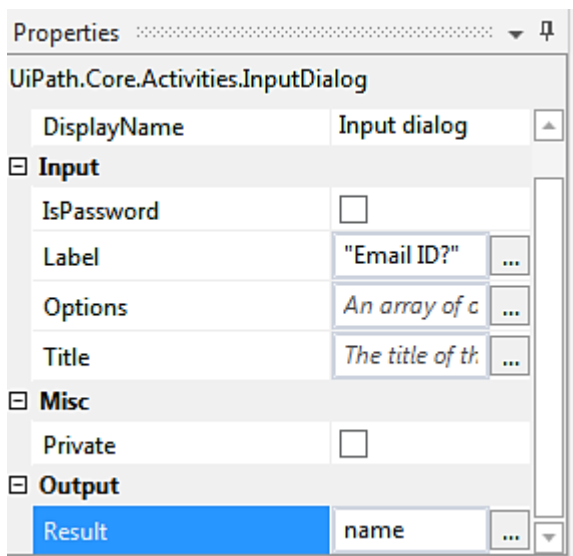 Properties
UiPath.Core.Activities.InputDialog
DisplayName Input dialog
Input
IsPassword
Label "Email ID?" ...
Options An array of o ...
Title The title of th ...
Misc
Private
Output
Result name ...